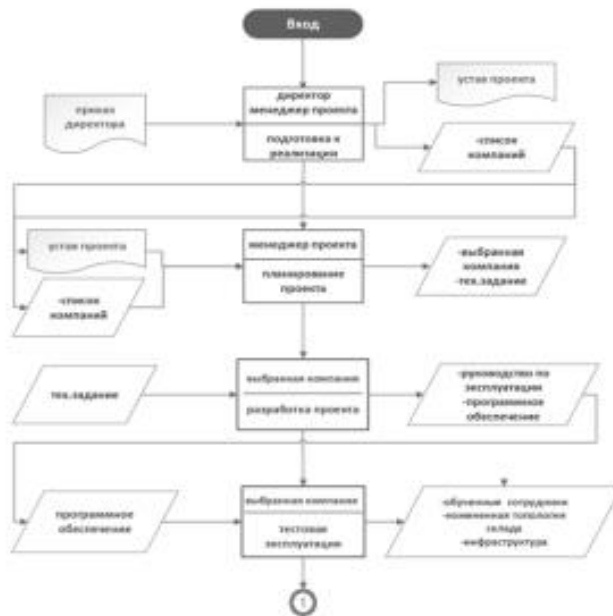 Вход
приказ
директора
директор
менеджер проекта
подготовка к
реализации
устав проекта
-список
компаний
устав проекта
-список
компаний
менеджер проекта
планирование
проекта
-выбранная
компания
-тех.задание
тех.задание
выбранная компания
разработка проекта
-руководство по
эксплуатации
-программное
обеспечение
программное
обеспечение
выбранная компания
тестовая
эксплуатация
-обученные сотрудники
топология
склада
-инфраструктура
1